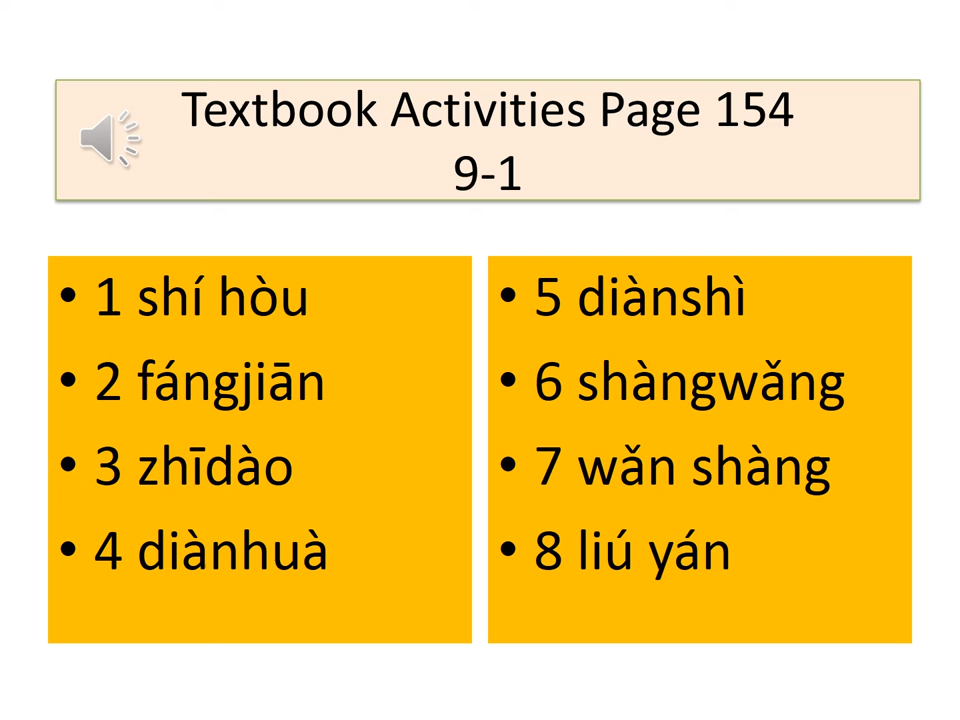 Textbook Activities Page 154
9-1
• 1 shí hòu
• 2 fángjiān
• 3 zhīdào
• 4 diànhuà
• 5 diànshì
• 6 shàngwǎng
• 7 wǎn shàng
• 8 liú yán